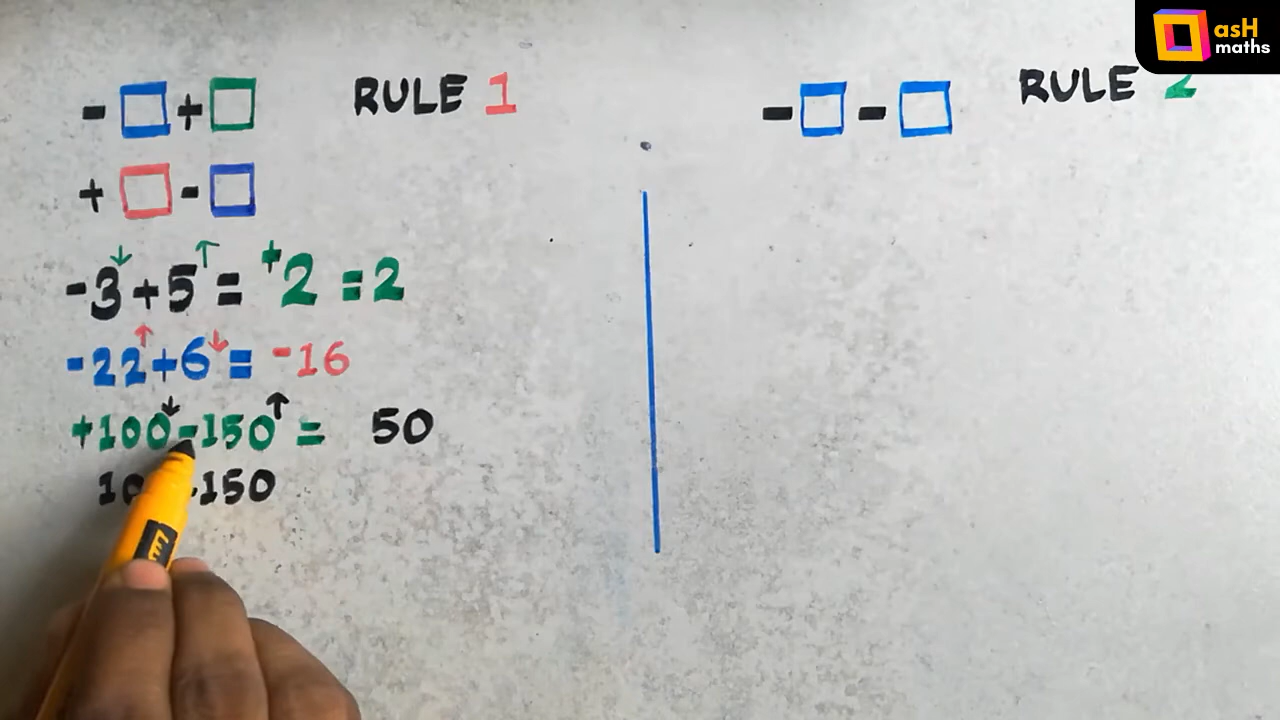 asH
maths
-□+□ RULE 1
+□-□
-3+5= +2 =2
-22+6= -16
+100-150= 50
150
-□-□ RULE 2